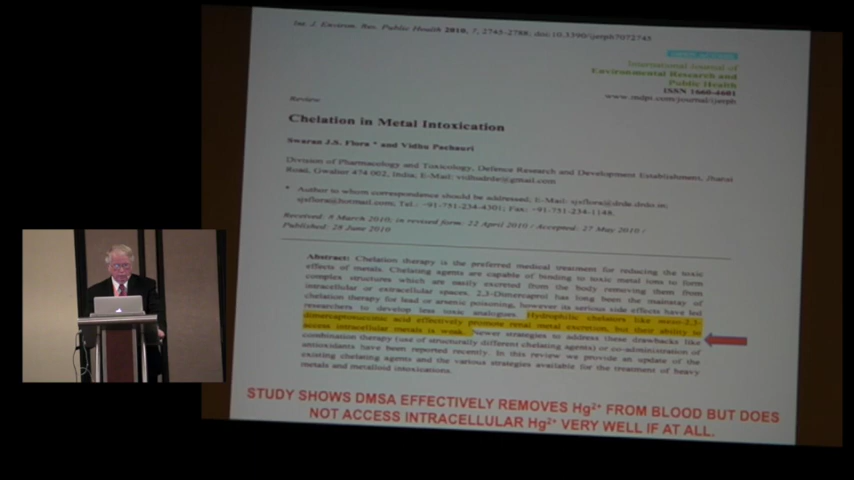 Int. J. Environ. Res. Public Health 2010, 7, 2745-2788; doi:10.3390/ijerph7072745
OPEN ACCESS
International Journal of
Environmental Research and
Public Health
ISSN 1660-4601
www.mdpi.com/journal/ijerph
Review
Chelation in Metal Intoxication
Swaran J.S. Flora * and Vidhu Pachauri
Division of Pharmacology and Toxicology, Defence Research and Development Establishment, Jhansi
Road, Gwalior 474 002, India, E-Mail: vidhudrde@gmail.com
* Author to whom correspondence should be addressed, E-Mail: sjsflora@drde.drdo.in;
sjsflora@hotmail.com; Tel.: +91-751-234-4301; Fax: +91-751-234-1148.
Received: 8 March 2010; in revised form: 22 April 2010 / Accepted: 27 May 2010 /
Published: 28 June 2010
Abstract: Chelation therapy is the preferred medical treatment for reducing the toxic
effects of metals. Chelating agents are capable of binding to toxic metal ions to form
complex structures which are easily excreted from the body removing them from
intracellular or extracellular spaces. 2,3-Dimercaprol has long been the mainstay of
chelation therapy for lead or arsenic poisoning, however its serious side effects have led
researchers to develop less toxic analogues. Hydrophilic chelators like meso-2,3-
dimercaptosuccinic acid effectively promote renal metal excretion, but their ability to
access intracellular metals is weak. Newer strategies to address these drawbacks like
combination therapy (use of structurally different chelating agents) or co-administration of
antioxidants have been reported recently. In this review we provide an update of the
existing chelating agents and the various strategies available for the treatment of heavy
metals and metalloid intoxications.
STUDY SHOWS DMSA EFFECTIVELY REMOVES Hg²⁺ FROM BLOOD BUT DOES
NOT ACCESS INTRACELLULAR Hg²⁺ VERY WELL IF AT ALL.